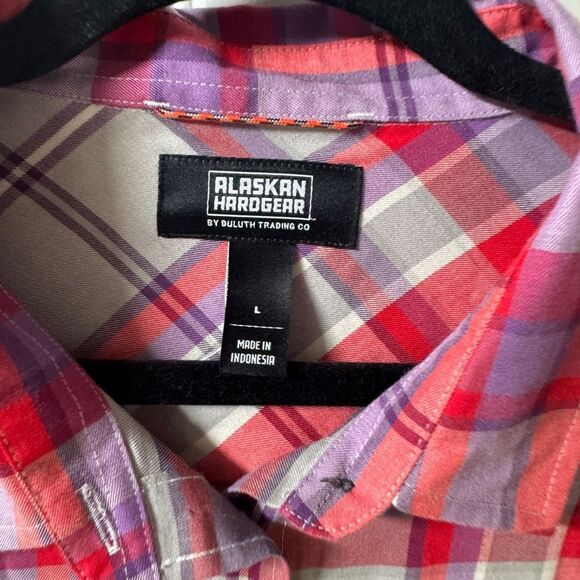 ALASKAN
HARDGEAR
BY DULUTH TRADING CO
L
MADE IN
INDONESIA